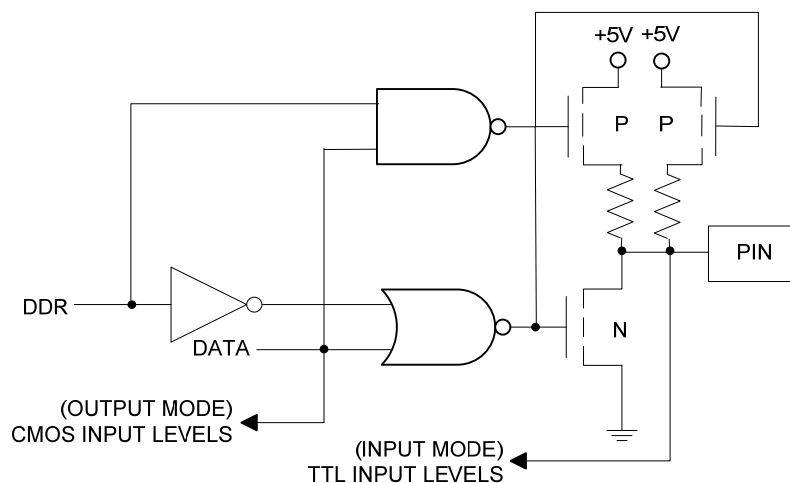 +5V +5V
P P
PIN
DDR
N
DATA
(OUTPUT MODE)
CMOS INPUT LEVELS
(INPUT MODE)
TTL INPUT LEVELS